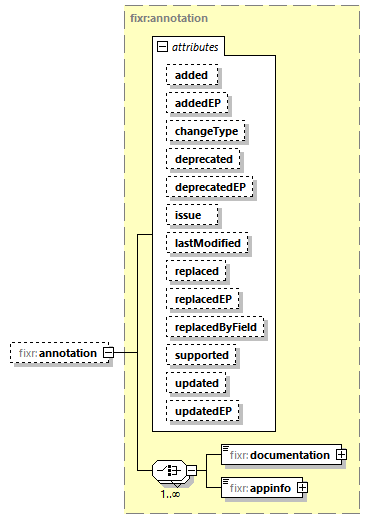 fixr:annotation
attributes
added
addedEP
changeType
deprecated
deprecatedEP
issue
lastModified
replaced
replacedEP
replacedByField
supported
updated
updatedEP
fixr:annotation
fixr:documentation
fixr:appinfo
1..∞